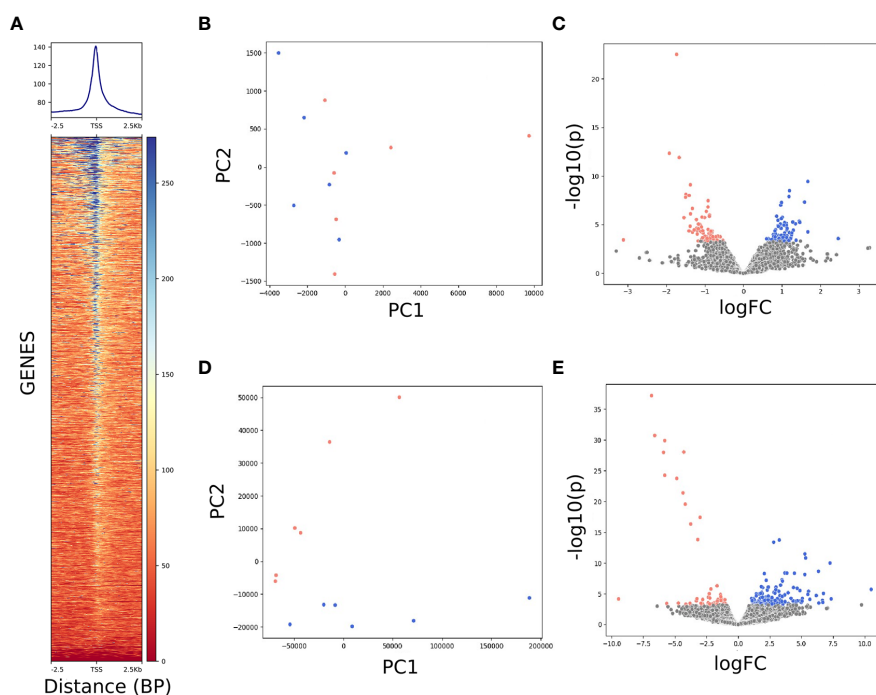 A
140
120
100
80
-2.5
TSS
2.5Kb
GENES
250
200
150
100
50
0
-2.5
TSS
2.5Kb
Distance (BP)
B
1500
1000
500
0
−500
−1000
−1500
PC2
−4000 −2000 0 2000 4000 6000 8000 10000
PC1
C
20
15
10
5
0
-log10(p)
−3 −2 −1 0 1 2 3
logFC
D
50000
40000
30000
20000
10000
0
−10000
−20000
PC2
−50000 0 50000 100000 150000 200000
PC1
E
35
30
25
20
15
10
5
0
-log10(p)
−10.0 −7.5 −5.0 −2.5 0.0 2.5 5.0 7.5 10.0
logFC